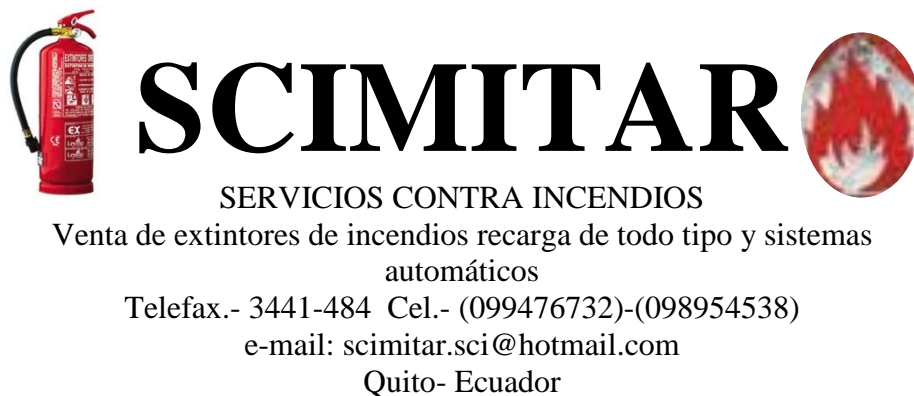 SCIMITAR
SERVICIOS CONTRA INCENDIOS
Venta de extintores de incendios recarga de todo tipo y sistemas
automáticos
Telefax.- 3441-484 Cel.- (099476732)-(098954538)
e-mail: scimitar.sci@hotmail.com
Quito- Ecuador